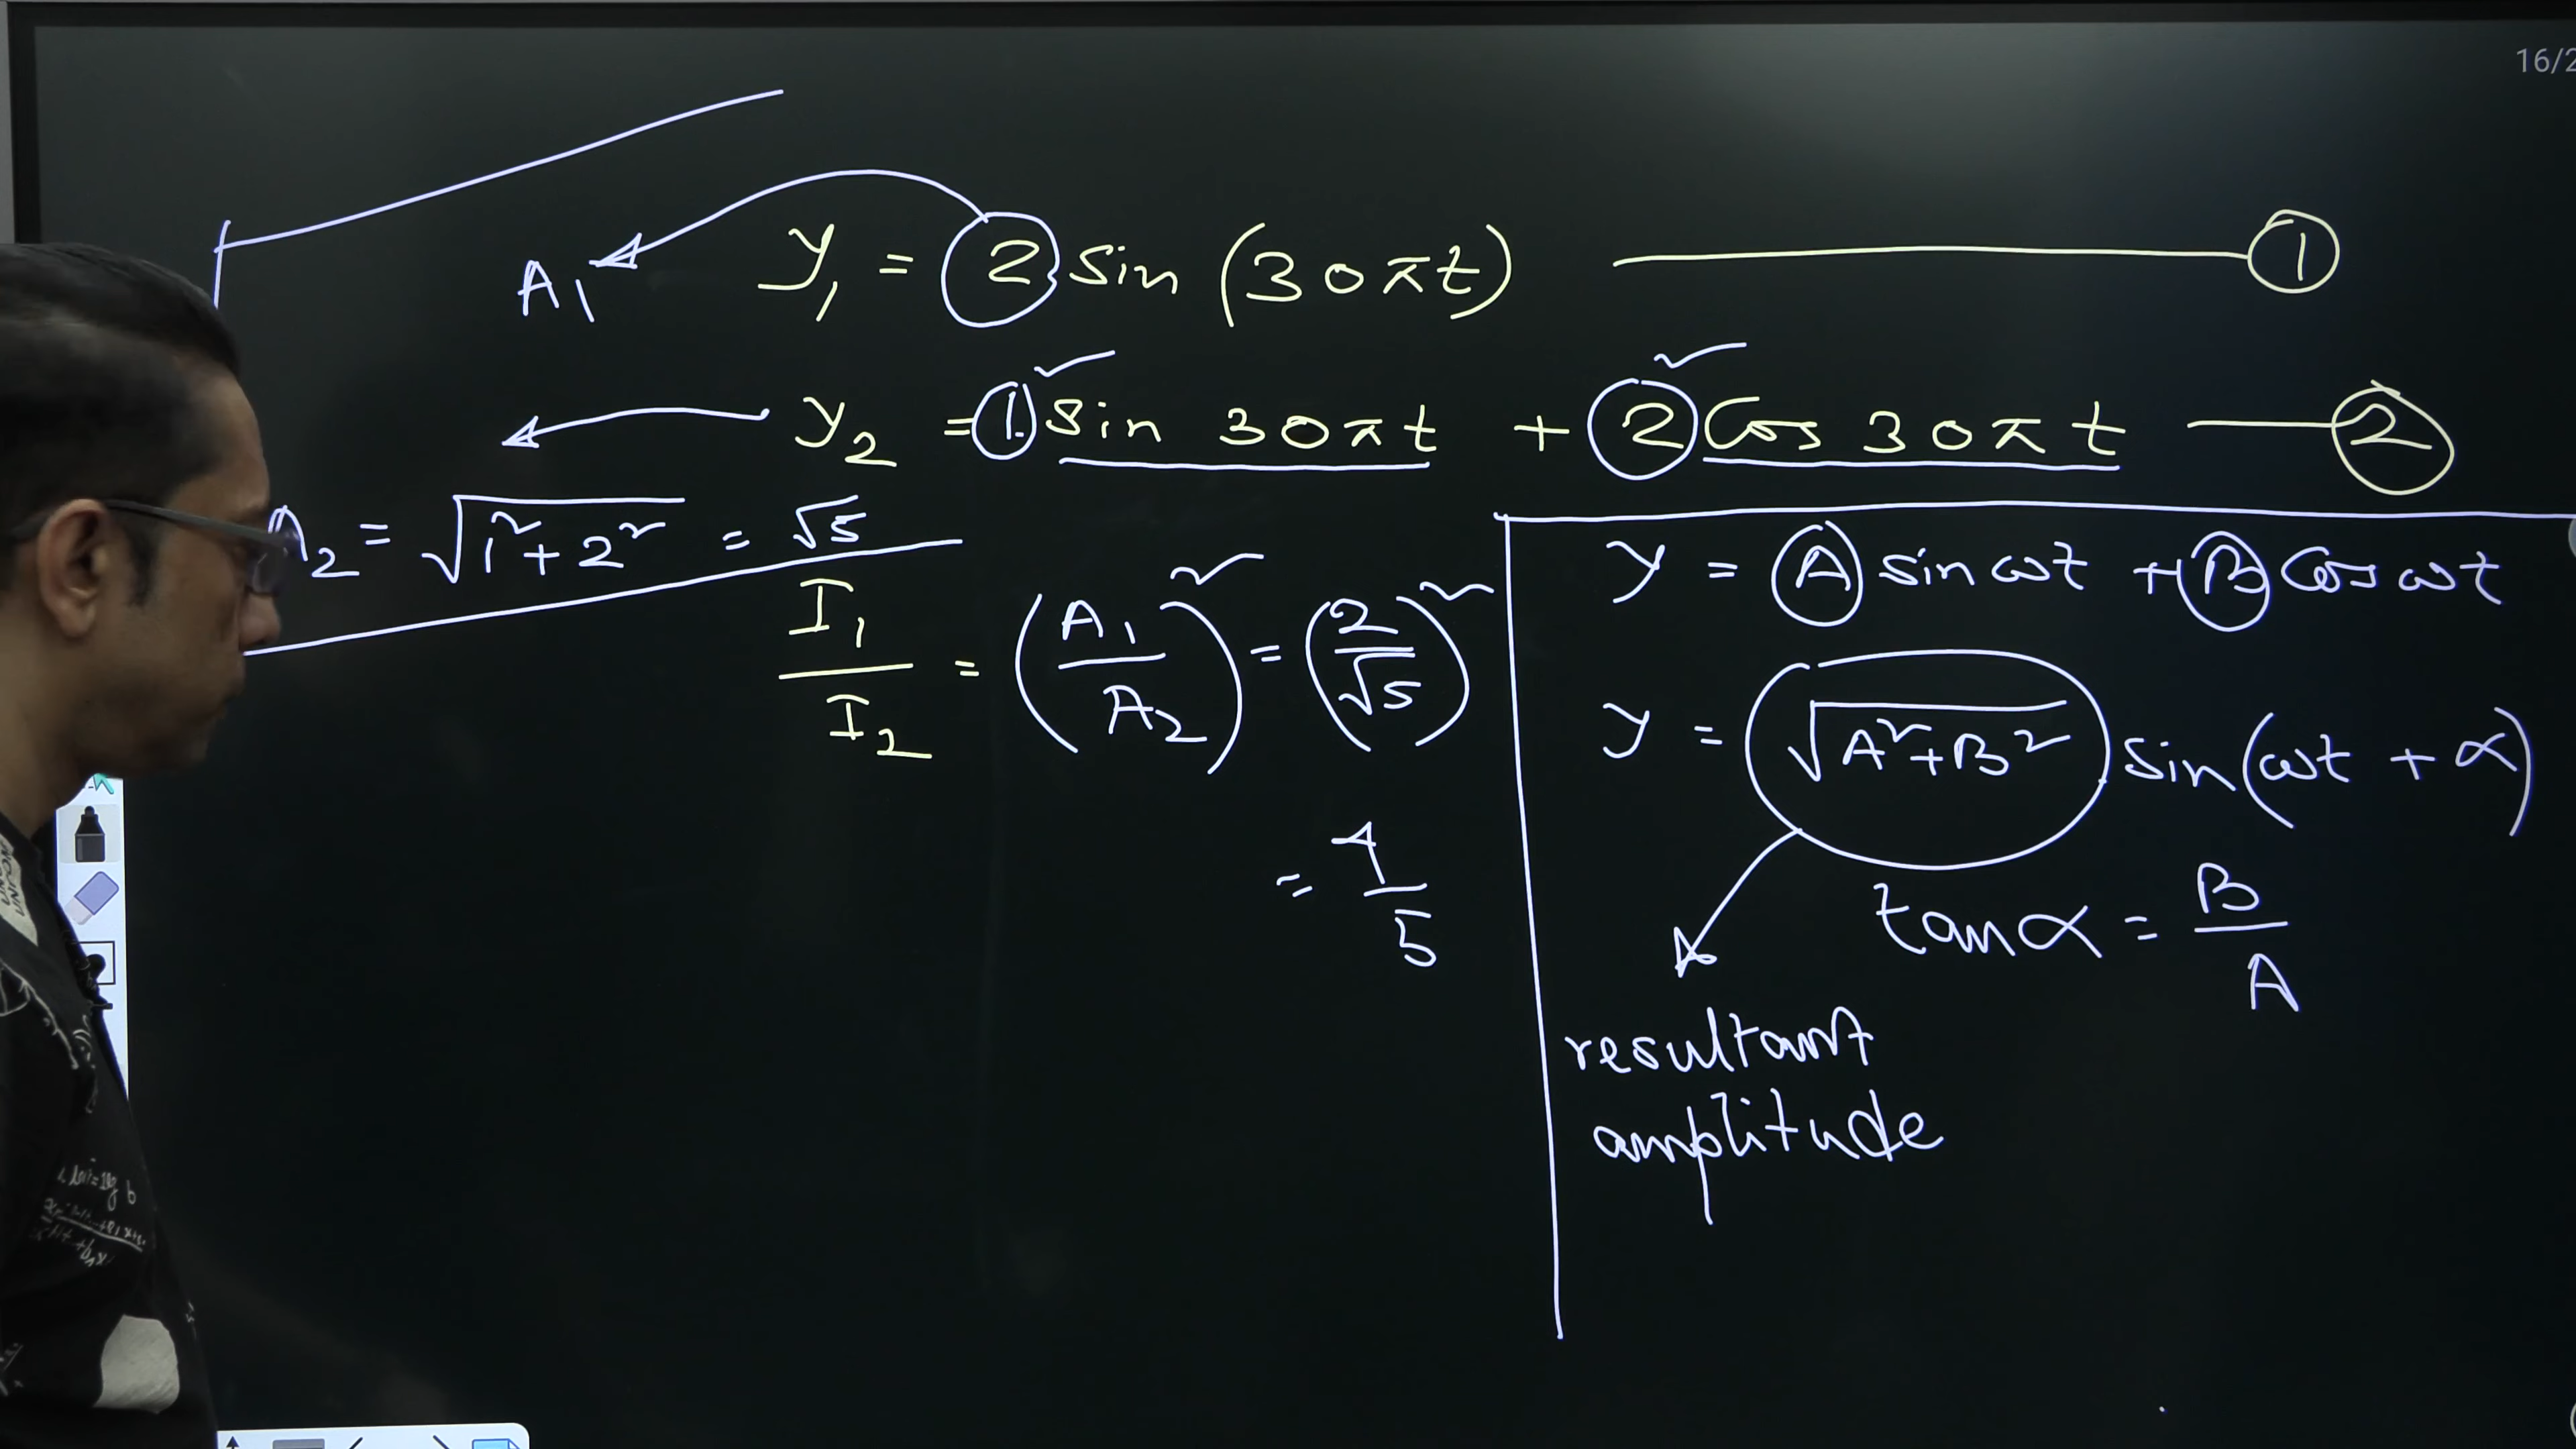 16/2
A₁ y₁ = 2 sin (30πt) ——— ①
y₂ = 1 sin 30πt + 2 cos 30πt —— ②
A₂ = √(1² + 2²) = √5
I₁/I₂ = (A₁/A₂)² = (2/√5)²
= 4/5
y = A sin ωt + B cos ωt
y = √(A² + B²) sin(ωt + α)
tan α = B/A
resultant
amplitude